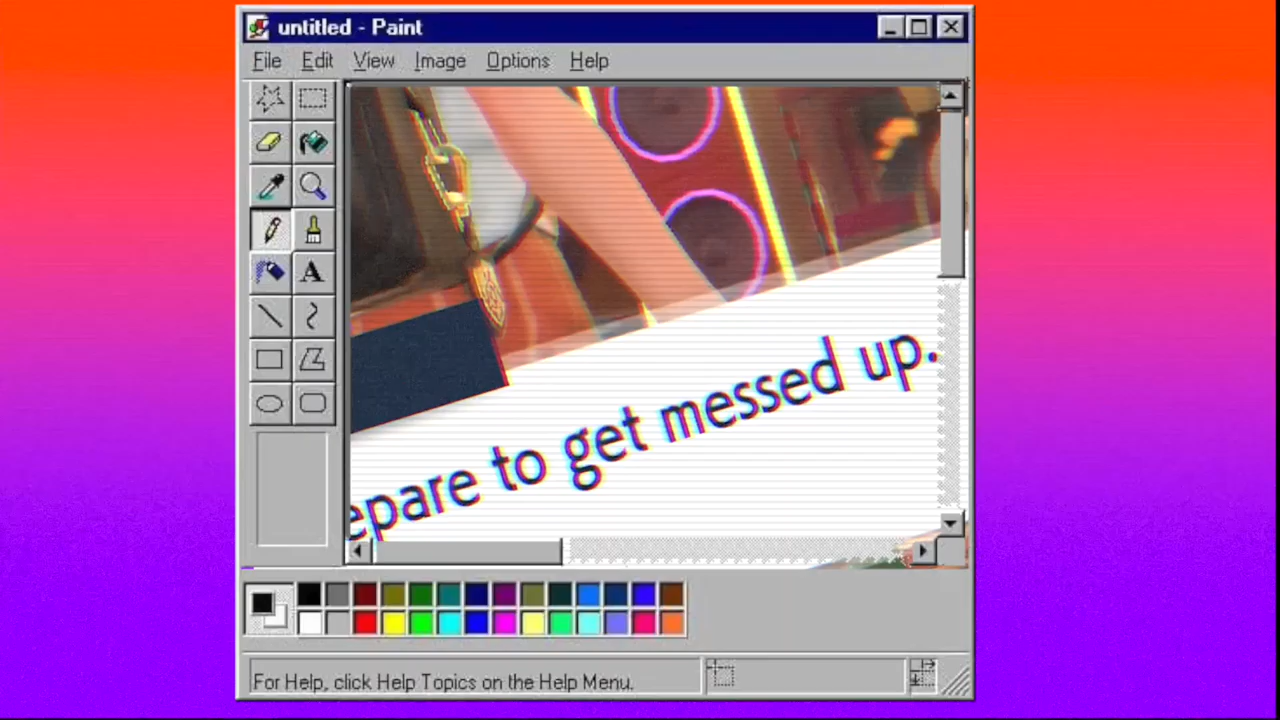 untitled - Paint
File Edit View Image Options Help
A
epare to get messed up.
For Help, click Help Topics on the Help Menu.